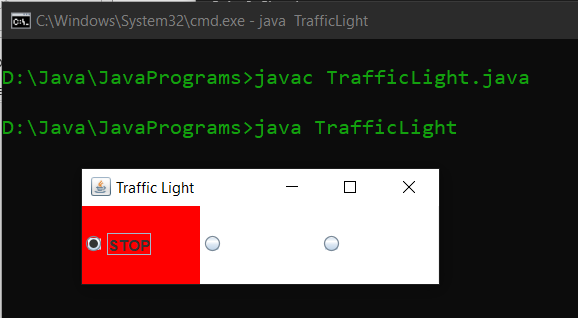 C:\Windows\System32\cmd.exe - java  TrafficLight
D:\Java\JavaPrograms>javac TrafficLight.java
D:\Java\JavaPrograms>java TrafficLight
Traffic Light
STOP